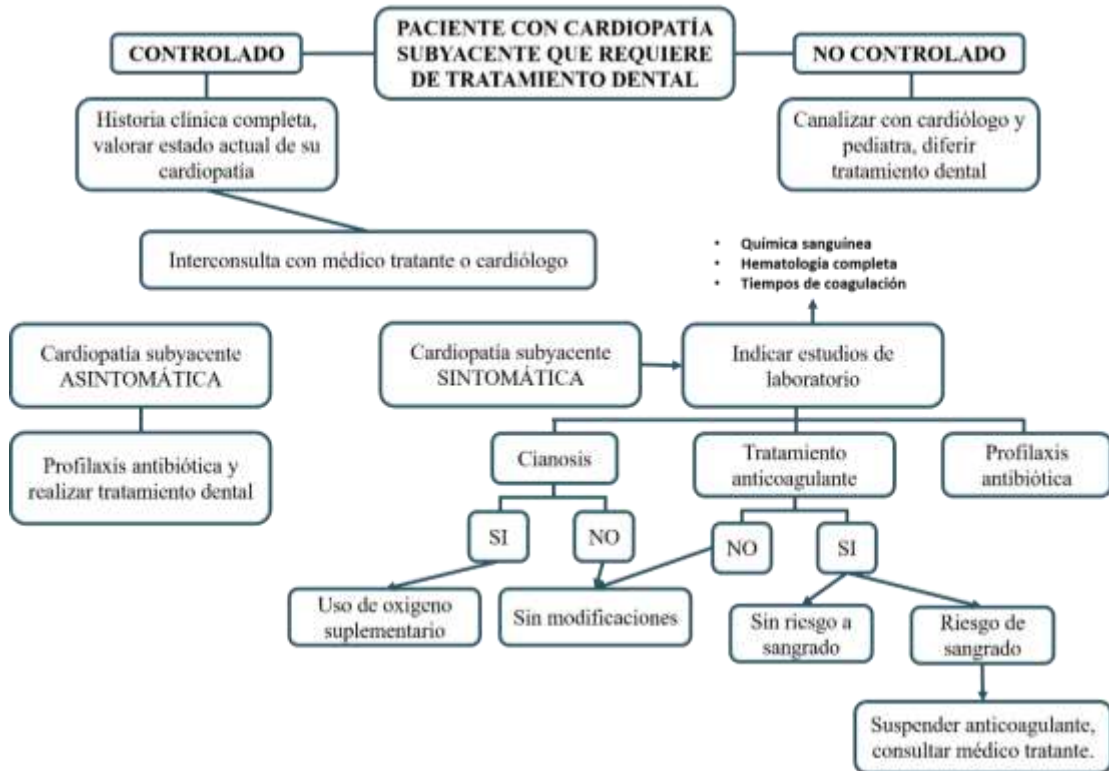 PACIENTE CON CARDIOPATÍA
SUBYACENTE QUE REQUIERE
DE TRATAMIENTO DENTAL
CONTROLADO
NO CONTROLADO
Historia clínica completa,
valorar estado actual de su
cardiopatía
Canalizar con cardiólogo y
pediatra, diferir
tratamiento dental
Interconsulta con médico tratante o cardiólogo
• Química sanguínea
• Hematología completa
• Tiempos de coagulación
Cardiopatía subyacente
ASINTOMÁTICA
Cardiopatía subyacente
SINTOMÁTICA
Indicar estudios de
laboratorio
Profilaxis antibiótica y
realizar tratamiento dental
Cianosis
Tratamiento
anticoagulante
Profilaxis
antibiótica
SI
NO
NO
SI
Uso de oxigeno
suplementario
Sin modificaciones
Sin riesgo a
sangrado
Riesgo de
sangrado
Suspender anticoagulante,
consultar médico tratante.